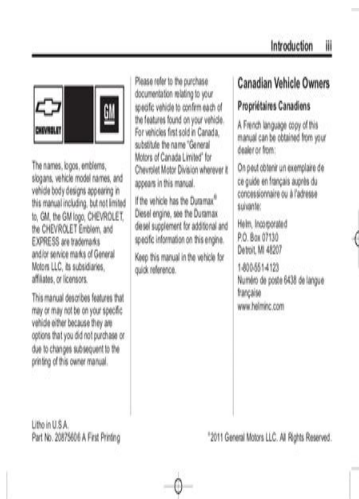 Introduction iii
CHEVROLET
GM
The names, logos, emblems,
slogans, vehicle model names, and
vehicle body designs appearing in
this manual including, but not limited
to, GM, the GM logo, CHEVROLET,
the CHEVROLET Emblem, and
EXPRESS are trademarks
and/or service marks of General
Motors LLC, its subsidiaries,
affiliates, or licensors.
This manual describes features that
may or may not be on your specific
vehicle either because they are
options that you did not purchase or
due to changes subsequent to the
printing of this owner manual.
Please refer to the purchase
documentation relating to your
specific vehicle to confirm each of
the features found on your vehicle.
For vehicles first sold in Canada,
substitute the name "General
Motors of Canada Limited" for
Chevrolet Motor Division wherever it
appears in this manual.
If the vehicle has the Duramax®
Diesel engine, see the Duramax
diesel supplement for additional and
specific information on this engine.
Keep this manual in the vehicle for
quick reference.
Canadian Vehicle Owners
Propriétaires Canadiens
A French language copy of this
manual can be obtained from your
dealer or from:
On peut obtenir un exemplaire de
ce guide en français auprès du
concessionnaire ou à l'adresse
suivante:
Helm, Incorporated
P.O. Box 07130
Detroit, MI 48207
1-800-551-4123
Numéro de poste 6438 de langue
française
www.helminc.com
Litho in U.S.A.
Part No. 20875606 A First Printing
©2011 General Motors LLC. All Rights Reserved.